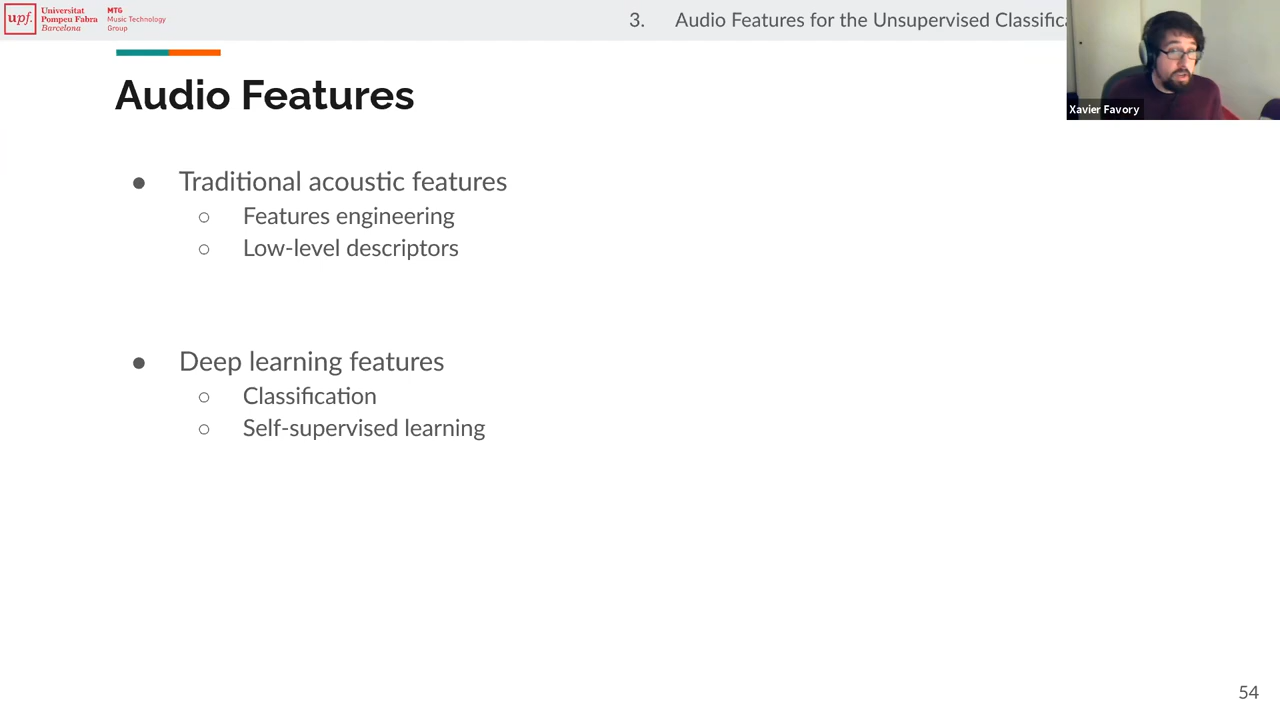 upf.
Universitat
Pompeu Fabra
Barcelona
MTG
Music Technology
Group
3. Audio Features for the Unsupervised
Xavier Favory
Audio Features
● Traditional acoustic features
○ Features engineering
○ Low-level descriptors
● Deep learning features
○ Classification
○ Self-supervised learning
54